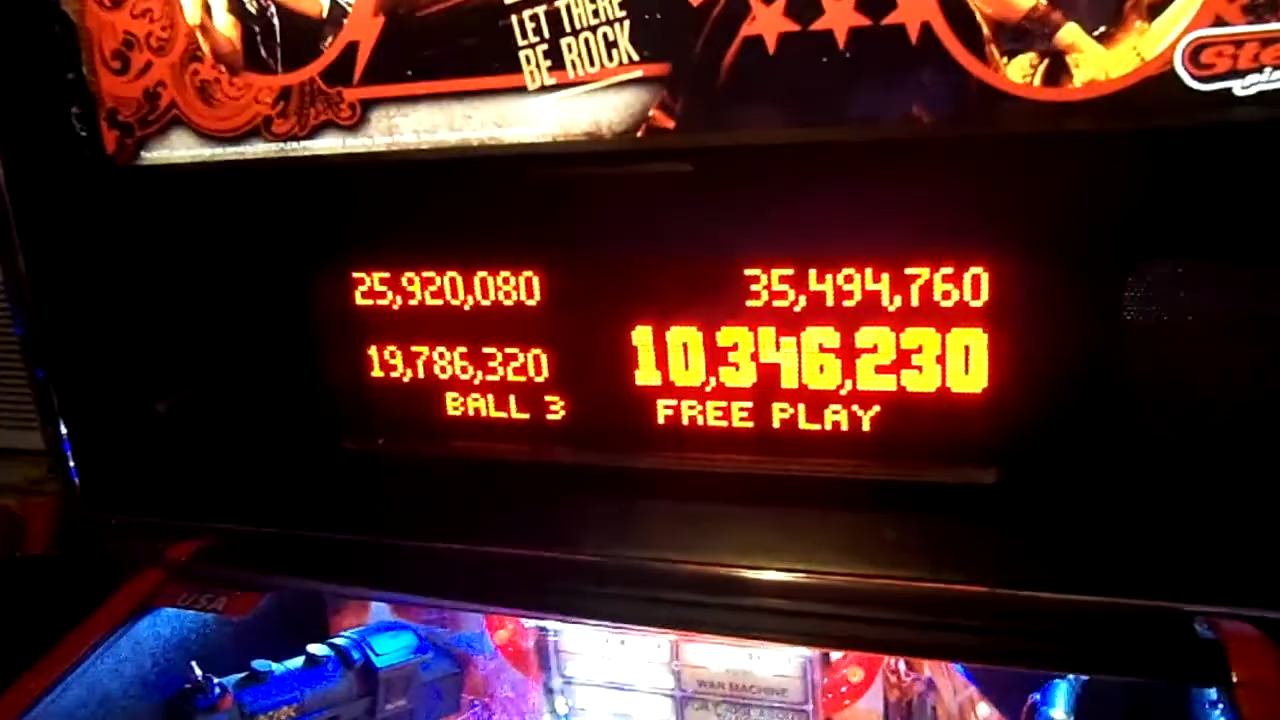 LET THERE
BE ROCK
25,920,080
35,494,760
19,786,320
10,346,230
BALL 3
FREE PLAY
USA
WAR MACHINE